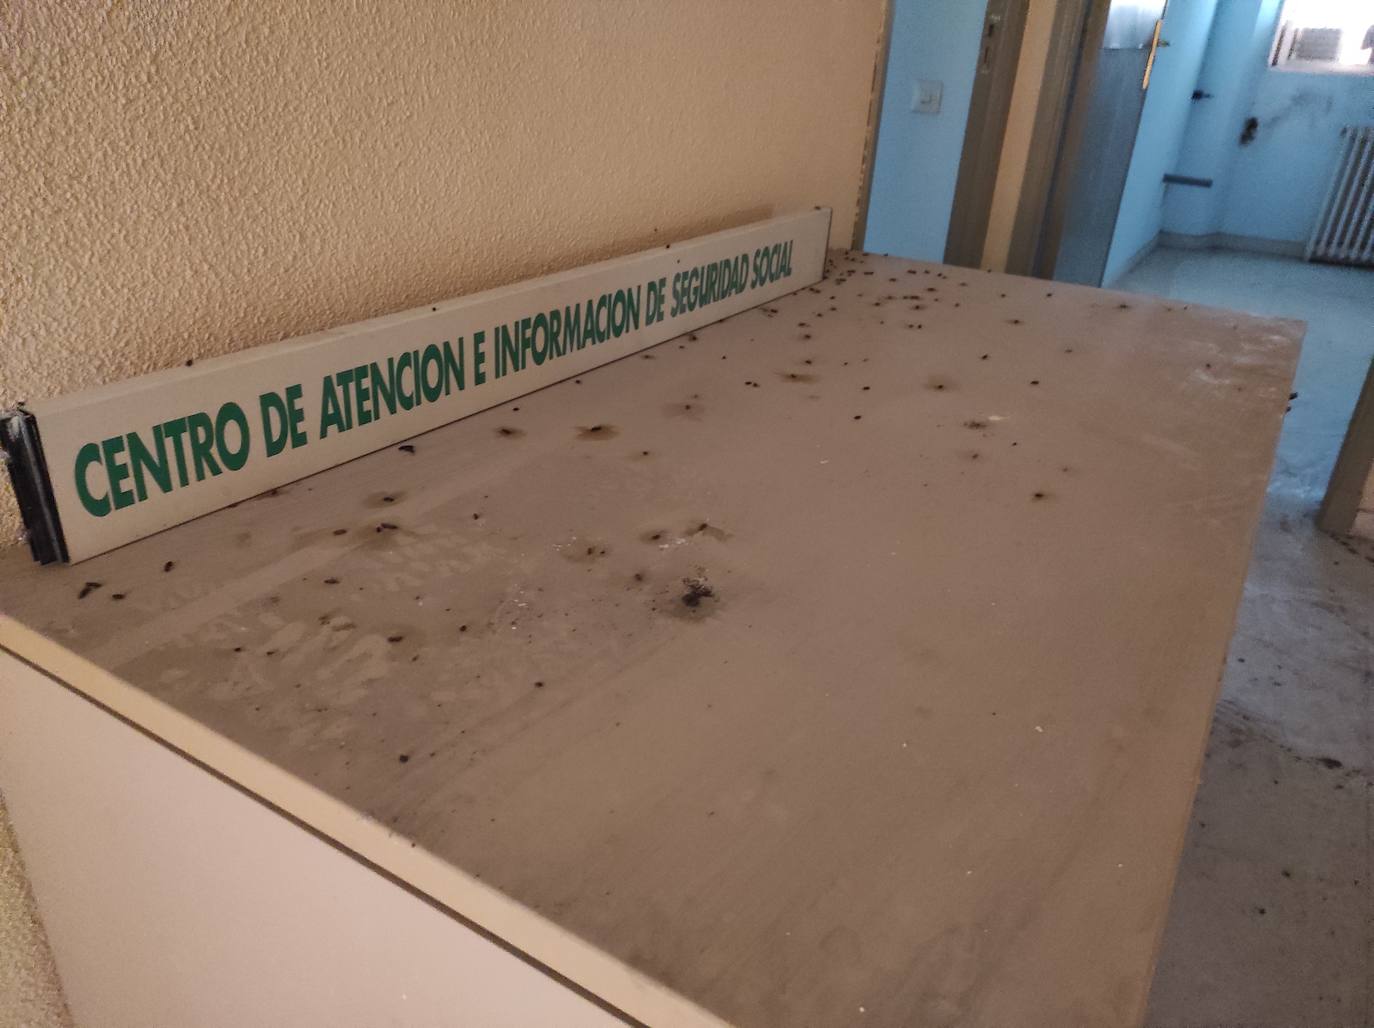 CENTRO DE ATENCION E INFORMACION DE SEGURIDAD SOCIAL